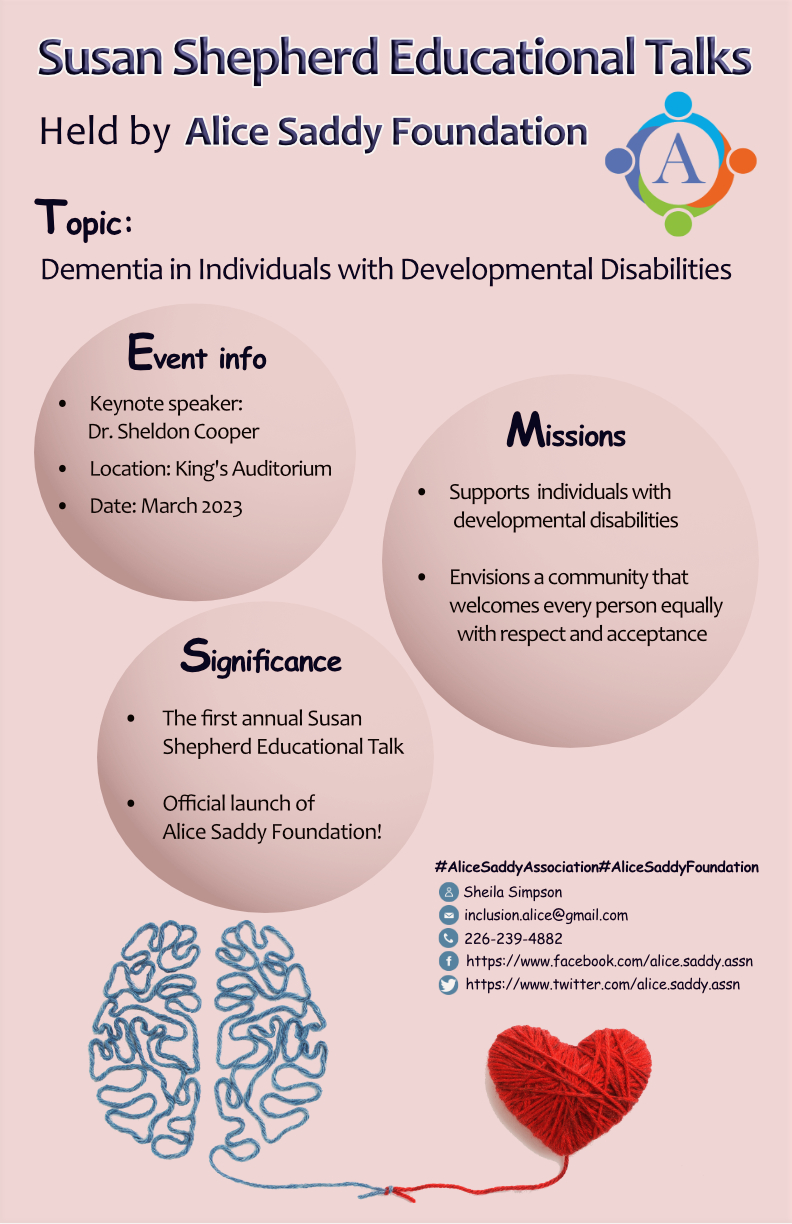 Susan Shepherd Educational Talks
Held by Alice Saddy Foundation
A
Topic:
Dementia in Individuals with Developmental Disabilities
Event info
• Keynote speaker:
Dr. Sheldon Cooper
• Location: King's Auditorium
• Date: March 2023
Missions
• Supports individuals with
developmental disabilities
• Envisions a community that
welcomes every person equally
with respect and acceptance
Significance
• The first annual Susan
Shepherd Educational Talk
• Official launch of
Alice Saddy Foundation!
#AliceSaddyAssociation#AliceSaddyFoundation
Sheila Simpson
inclusion.alice@gmail.com
226-239-4882
https://www.facebook.com/alice.saddy.assn
https://www.twitter.com/alice.saddy.assn